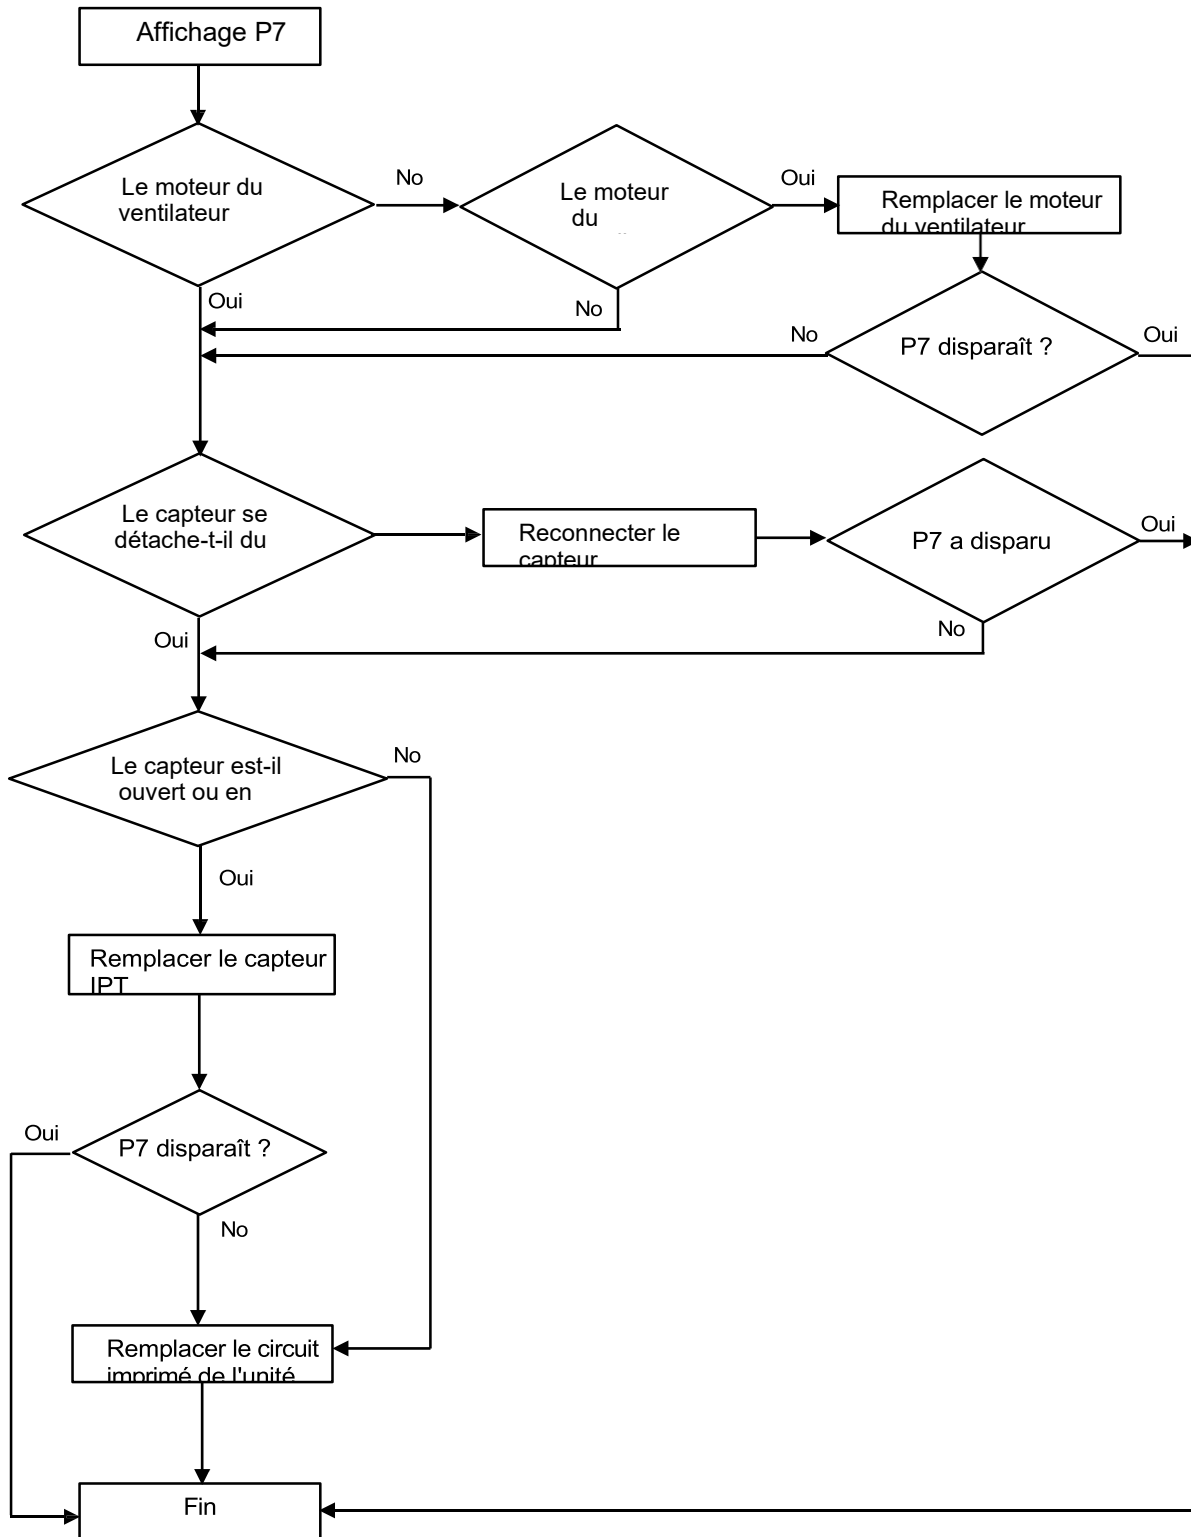 Affichage P7
Le moteur du
ventilateur
No
Le moteur
du
Oui
Remplacer le moteur
du ventilateur
Oui
No
No
P7 disparaît ?
Oui
Le capteur se
détache-t-il du
Reconnecter le
capteur
P7 a disparu
Oui
Oui
No
Le capteur est-il
ouvert ou en
No
Oui
Remplacer le capteur
IPT
Oui
P7 disparaît ?
No
Remplacer le circuit
imprimé de l'unité
Fin